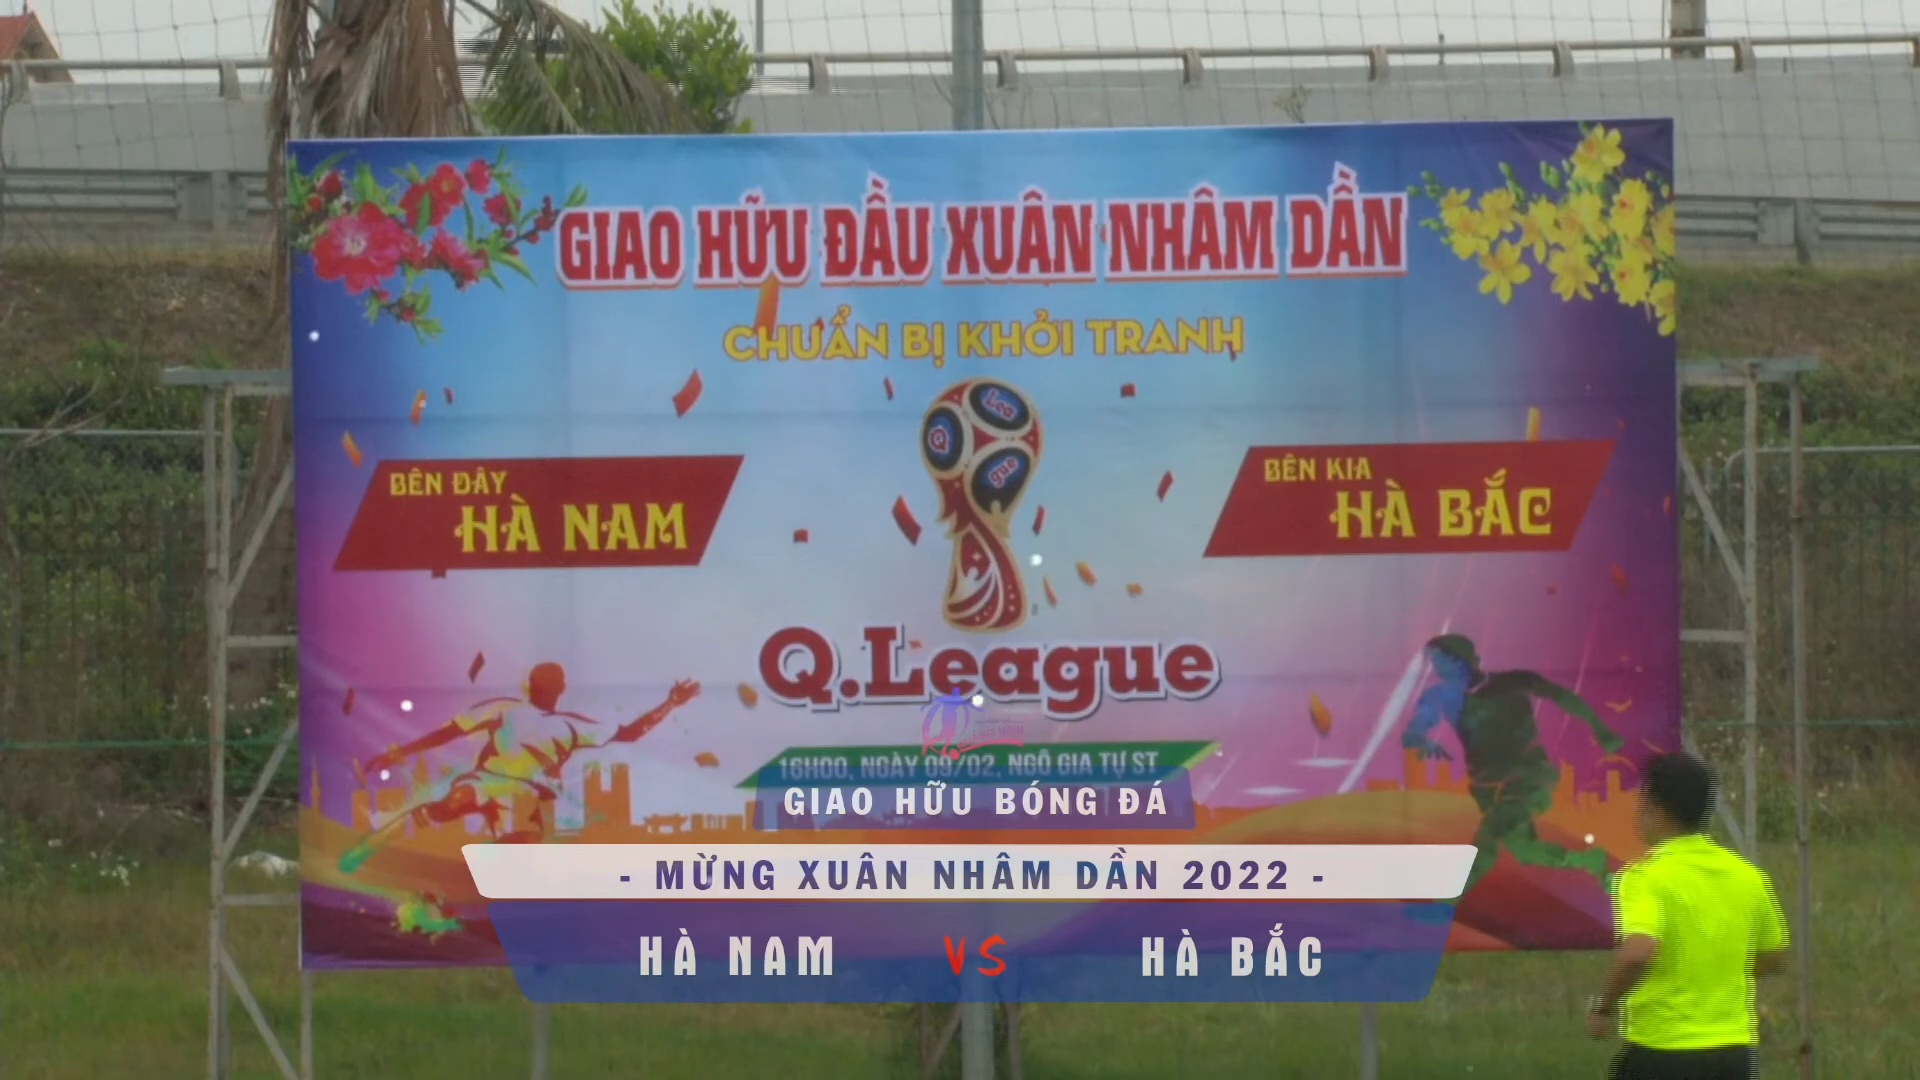 GIAO HỮU ĐẦU XUÂN NHÂM DẦN
CHUẨN BỊ KHỞI TRANH
BÊN ĐÂY
HÀ NAM
BÊN KIA
HÀ BẮC
Lea
Q
gue
Q.League
16H00, NGÀY 09/02, NGÔ GIA TỰ ST
GIAO HỮU BÓNG ĐÁ
- MỪNG XUÂN NHÂM DẦN 2022 -
HÀ NAM VS HÀ BẮC